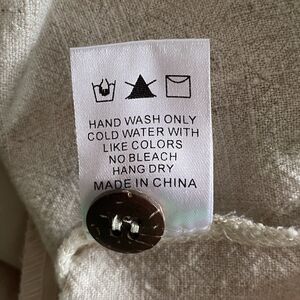 HAND WASH ONLY
COLD WATER WITH
LIKE COLORS
NO BLEACH
HANG DRY
MADE IN CHINA